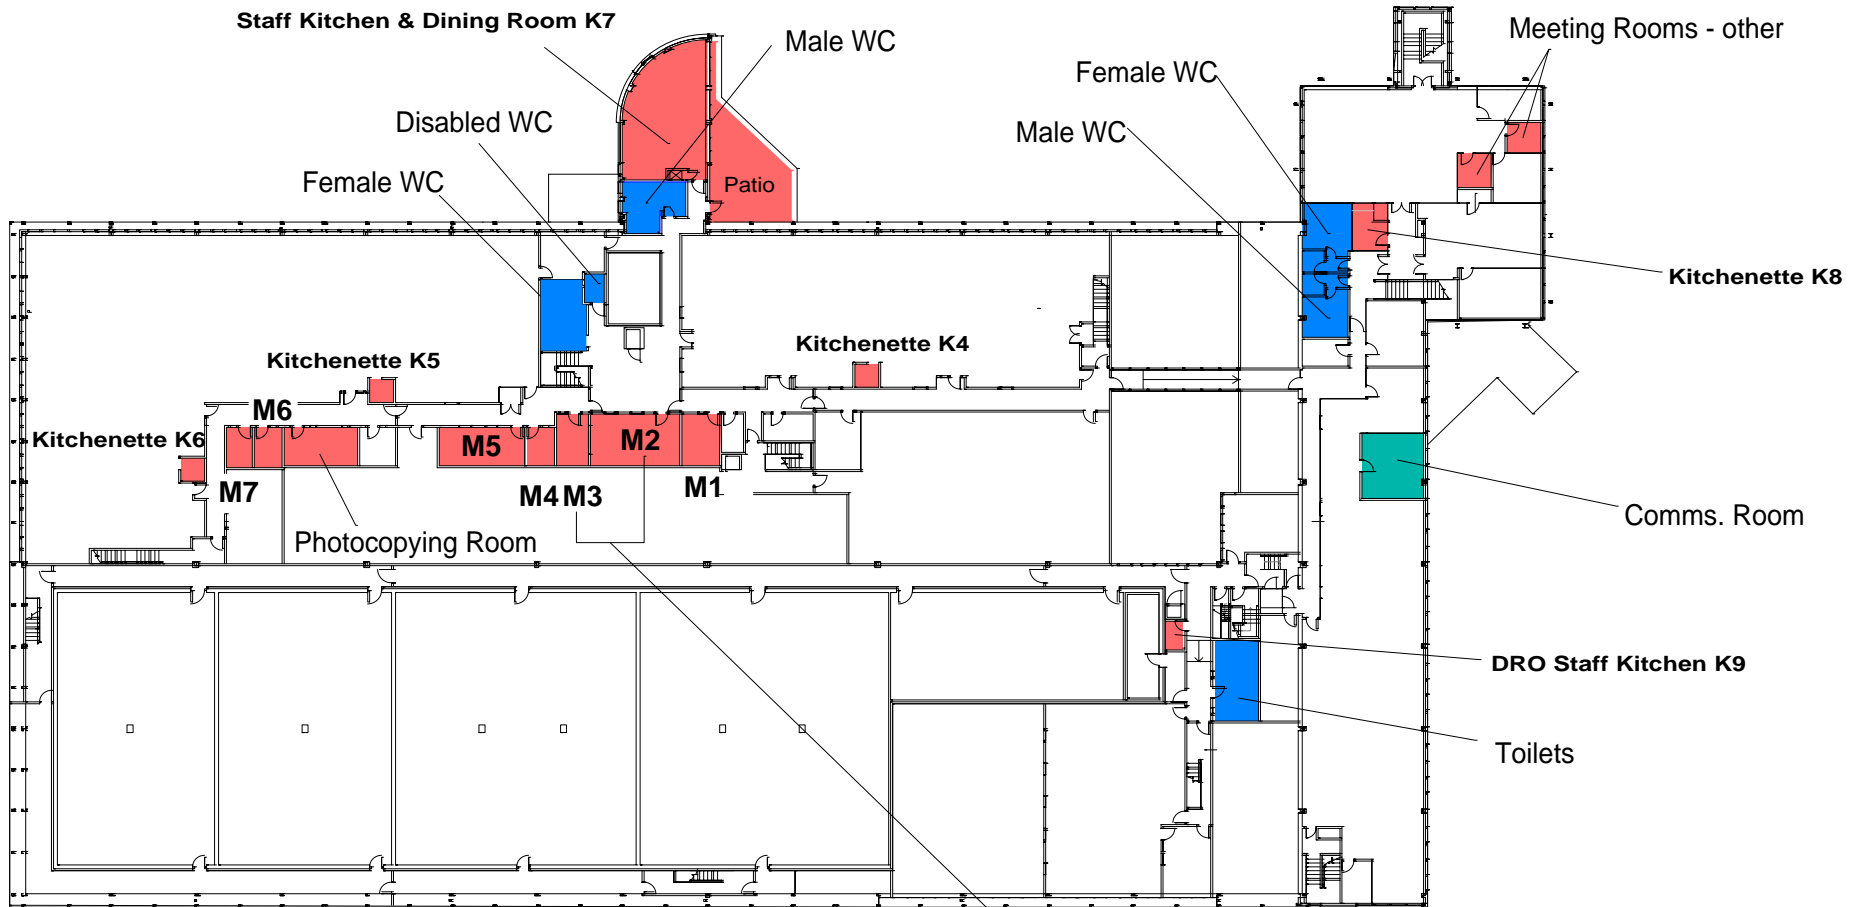 Staff Kitchen & Dining Room K7
Male WC
Meeting Rooms - other
Female WC
Disabled WC
Male WC
Female WC
Patio
Kitchenette K8
Kitchenette K4
Kitchenette K5
M6
Kitchenette K6
M5
M2
M7
M4
M3
M1
Photocopying Room
Comms. Room
DRO Staff Kitchen K9
Toilets